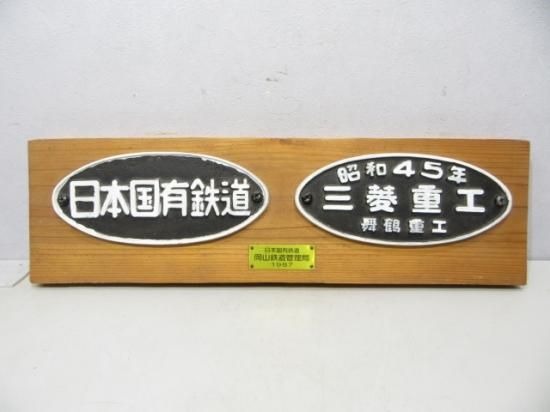 日本国有鉄道
昭和45年
三菱重工
舞鶴重工
日本国有鉄道
岡山鉄道管理局
1987